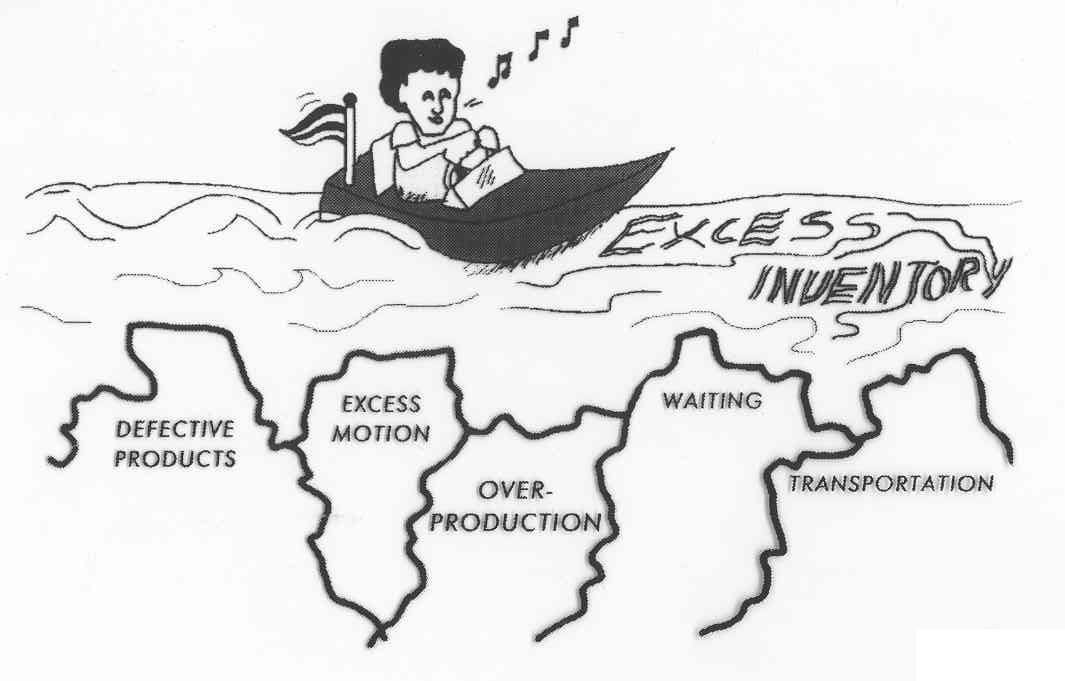 EXCESS
INVENTORY
DEFECTIVE
PRODUCTS
EXCESS
MOTION
OVER-
PRODUCTION
WAITING
TRANSPORTATION